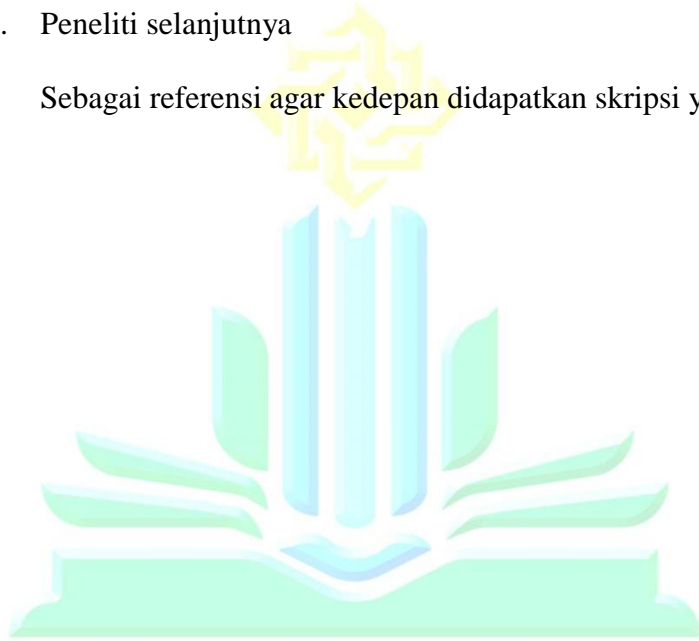 . Peneliti selanjutnya
Sebagai referensi agar kedepan didapatkan skripsi